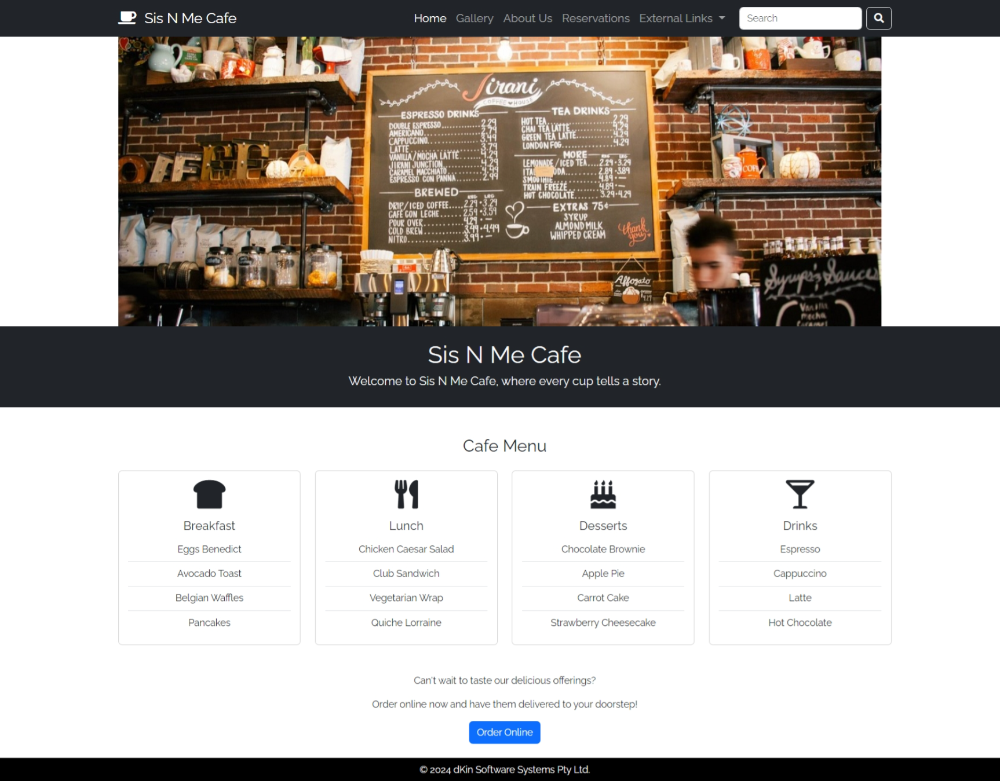 Sis N Me Cafe
Home Gallery About Us Reservations External Links Search
Jirani
COFFEE HOUSE
ESPRESSO DRINKS
DOUBLE ESPRESSO 2.29
AMERICANO 2.79
CAPPUCCINO 3.49
LATTE 3.79
VANILLA/MOCHA LATTE 4.29
JIRANI JUNCTION 4.29
CARAMEL MACCHIATO 4.49
ESPRESSO CON PANNA 2.99
BREWED
REG LRG
DRIP/ICED COFFEE 2.29 • 3.29
CAFÉ CON LECHE 2.59 • 3.59
POUR OVER 4.29 • —
COLD BREW 3.49 • 4.49
NITRO 3.99 • —
TEA DRINKS
HOT TEA 2.29
CHAI TEA LATTE 4.29
GREEN TEA LATTE 4.29
LONDON FOG 4.29
MORE
REG LRG
LEMONADE/ICED TEA 2.29 • 3.29
2.89 • 3.89
SMOOTHIE 4.89 • —
TRAIN FREEZE 4.89 • —
HOT CHOCOLATE 3.29 • 4.29
EXTRAS 75¢
SYRUP
ALMOND MILK
WHIPPED CREAM
thank
you
Affogato
4.29
Syrups & Sauces
Vanilla
mocha
Caramel
Sis N Me Cafe
Welcome to Sis N Me Cafe, where every cup tells a story.
Cafe Menu
Breakfast
Eggs Benedict
Avocado Toast
Belgian Waffles
Pancakes
Lunch
Chicken Caesar Salad
Club Sandwich
Vegetarian Wrap
Quiche Lorraine
Desserts
Chocolate Brownie
Apple Pie
Carrot Cake
Strawberry Cheesecake
Drinks
Espresso
Cappuccino
Latte
Hot Chocolate
Can't wait to taste our delicious offerings?
Order online now and have them delivered to your doorstep!
Order Online
© 2024 dKin Software Systems Pty Ltd.